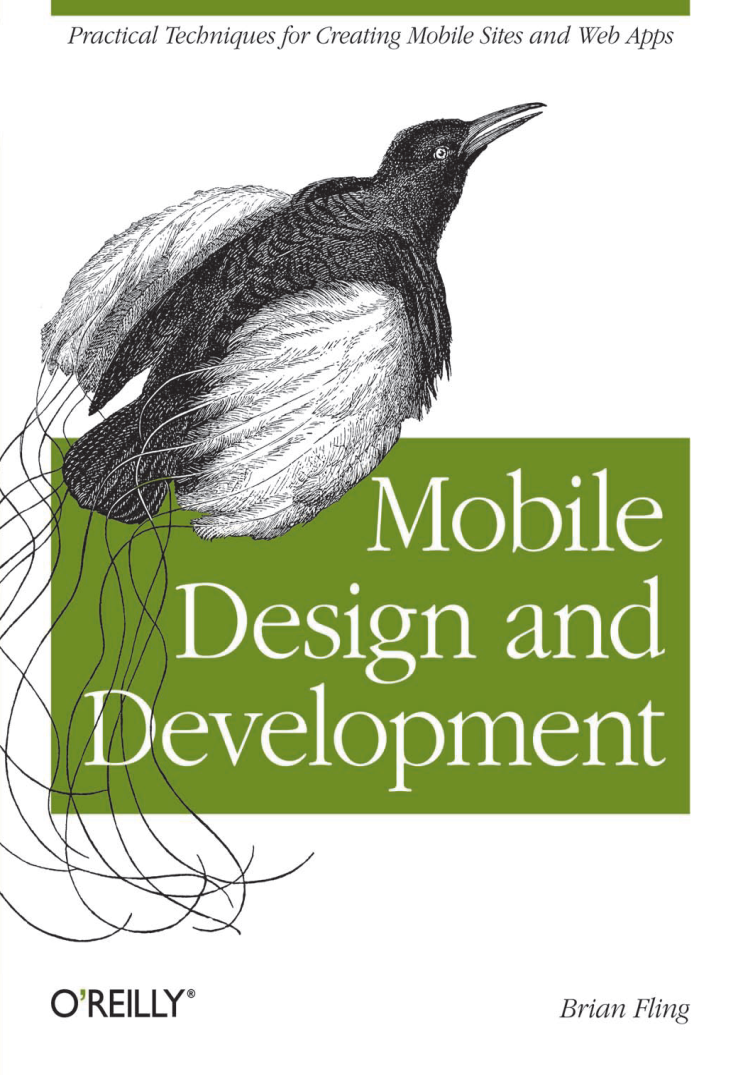 Practical Techniques for Creating Mobile Sites and Web Apps
Mobile
Design and
Development
O'REILLY®
Brian Fling